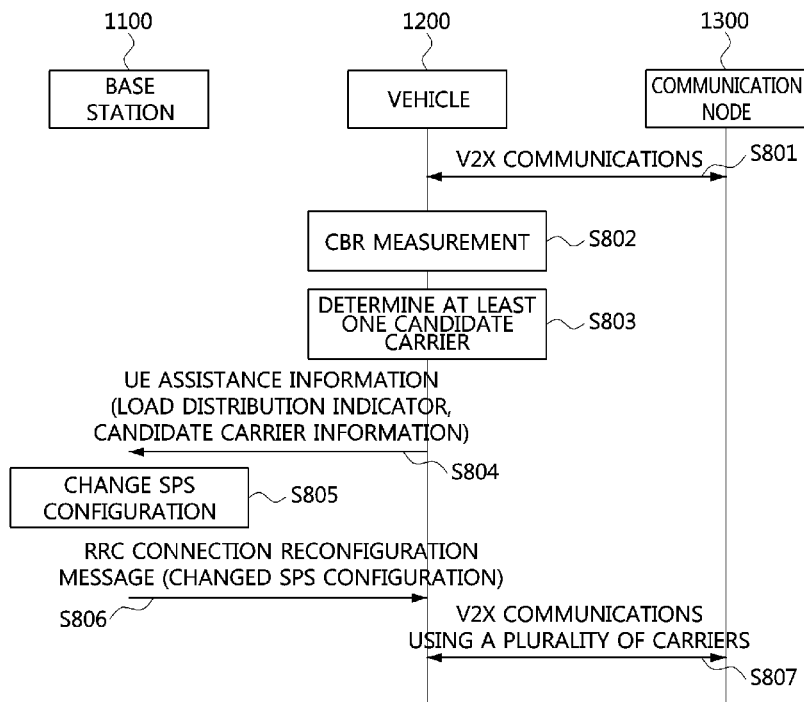 1100
1200
1300
BASE
STATION
VEHICLE
COMMUNICATION
NODE
V2X COMMUNICATIONS
S801
CBR MEASUREMENT
S802
DETERMINE AT LEAST
ONE CANDIDATE
CARRIER
S803
UE ASSISTANCE INFORMATION
(LOAD DISTRIBUTION INDICATOR,
CANDIDATE CARRIER INFORMATION)
S804
CHANGE SPS
CONFIGURATION
S805
RRC CONNECTION RECONFIGURATION
MESSAGE (CHANGED SPS CONFIGURATION)
S806
V2X COMMUNICATIONS
USING A PLURALITY OF CARRIERS
S807